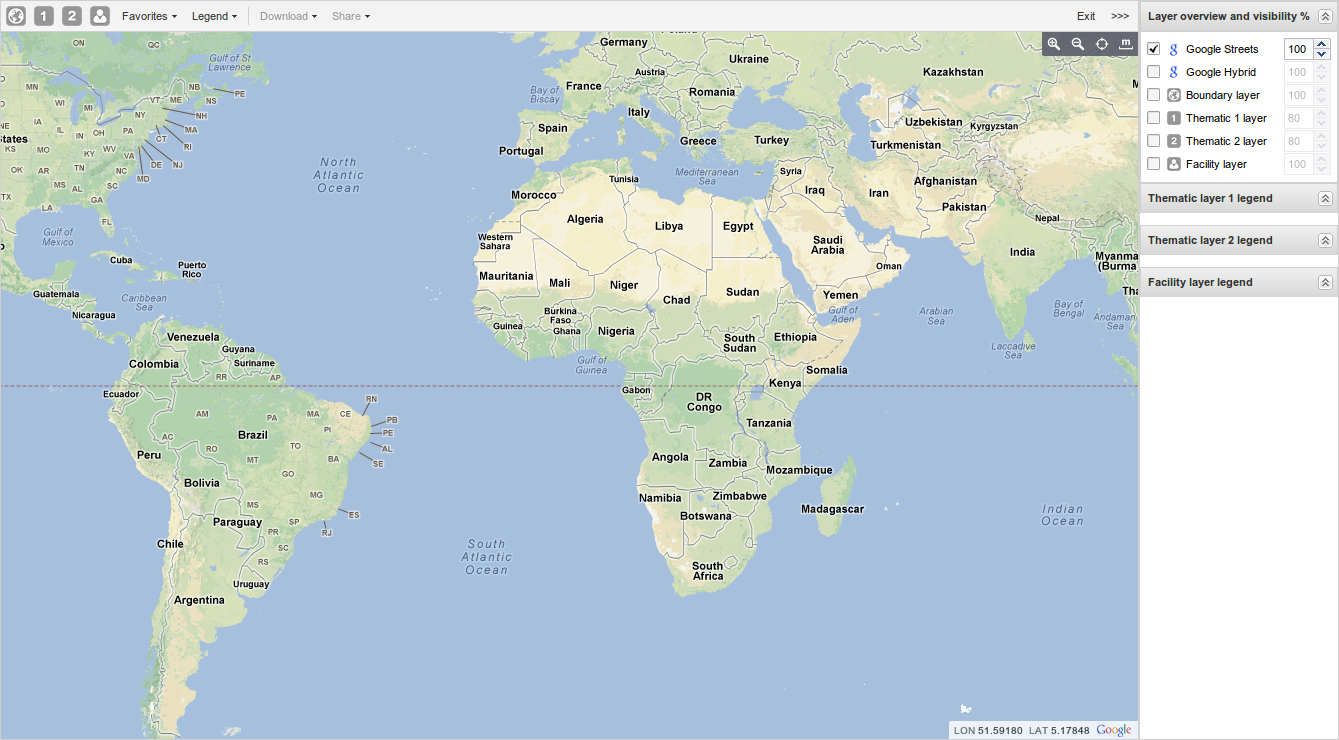 1
2
Favorites
Legend
Download
Share
Exit
>>>
Layer overview and visibility %
Google Streets
100
Google Hybrid
100
Boundary layer
100
1
Thematic 1 layer
80
2
Thematic 2 layer
80
Facility layer
100
Thematic layer 1 legend
Thematic layer 2 legend
Facility layer legend
m
ON
QC
Gulf of St
Lawrence
MN
WI
MI
VT
ME
NB
NS
PE
NH
MA
RI
CT
NJ
DE
MD
NY
PA
IA
IL
IN
OH
NE
tates
KS
MO
KY
WV
VA
OK
AR
TN
NC
MS
AL
SC
GA
TX
LA
FL
Gulf of
Mexico
Cuba
Puerto
Rico
Guatemala
Caribbean
Sea
Nicaragua
North
Atlantic
Ocean
Venezuela
Guyana
Suriname
Colombia
RR
AP
Ecuador
AM
PA
MA
CE
RN
PB
PE
AL
SE
PI
AC
RO
Brazil
TO
BA
MT
Peru
GO
Bolivia
MG
MS
ES
SP
RJ
Paraguay
PR
SC
RS
Chile
Uruguay
Argentina
South
Atlantic
Ocean
Germany
Ukraine
Kazakhstan
Austria
France
Romania
Bay of
Biscay
Italy
Spain
Portugal
Greece
Turkey
Uzbekistan
Kyrgyzstan
Turkmenistan
Mediterranean
Sea
Syria
Tunisia
Morocco
Iraq
Iran
Afghanistan
Pakistan
Nepal
Algeria
Libya
Egypt
Western
Sahara
Saudi
Arabia
India
Oman
Myanma
(Burma
Mauritania
Mali
Niger
Chad
Sudan
Yemen
Tha
Burkina
Faso
Guinea
Ghana
Nigeria
Gulf of
Aden
Arabian
Sea
Bay of
Bengal
Andaman
Sea
South
Sudan
Ethiopia
Laccadive
Sea
Gulf of
Guinea
Somalia
Gabon
Kenya
DR
Congo
Tanzania
Angola
Zambia
Mozambique
Namibia
Zimbabwe
Botswana
Madagascar
Indian
Ocean
South
Africa
LON 51.59180 LAT 5.17848 Google